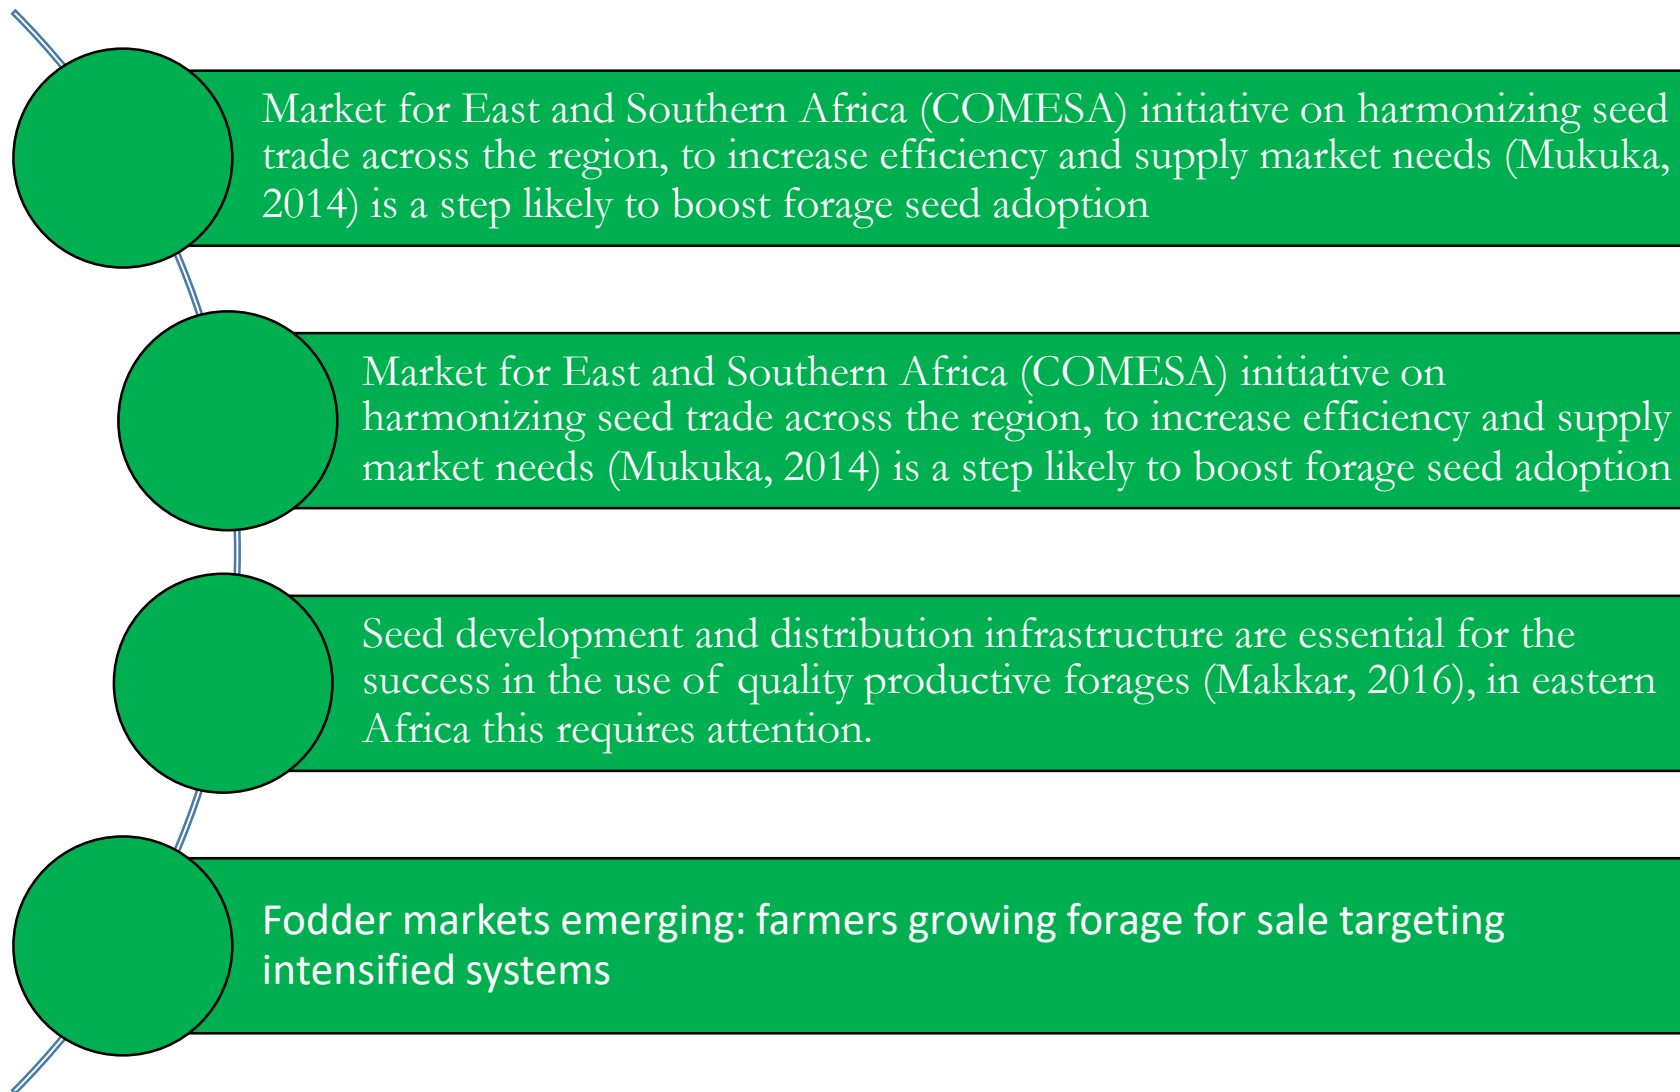 Market for East and Southern Africa (COMESA) initiative on harmonizing seed
trade across the region, to increase efficiency and supply market needs (Mukuka,
2014) is a step likely to boost forage seed adoption
Market for East and Southern Africa (COMESA) initiative on
harmonizing seed trade across the region, to increase efficiency and supply
market needs (Mukuka, 2014) is a step likely to boost forage seed adoption
Seed development and distribution infrastructure are essential for the
success in the use of quality productive forages (Makkar, 2016), in eastern
Africa this requires attention.
Fodder markets emerging: farmers growing forage for sale targeting
intensified systems